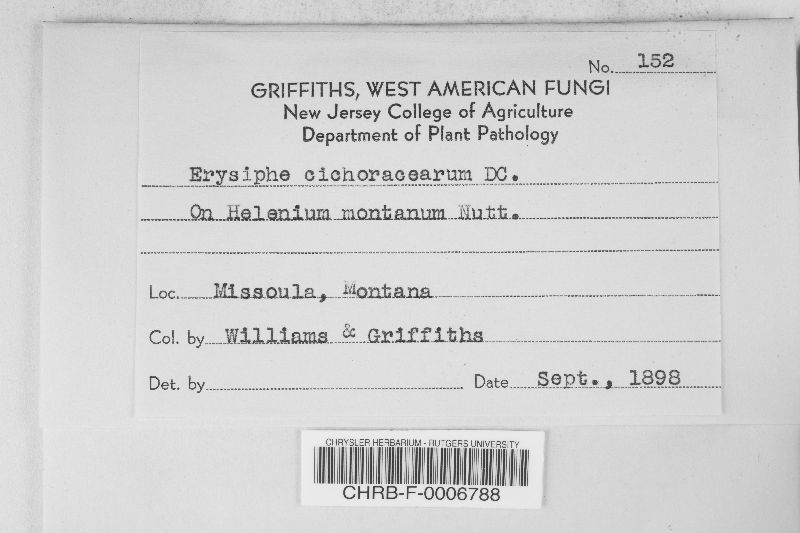 No. 152
GRIFFITHS, WEST AMERICAN FUNGI
New Jersey College of Agriculture
Department of Plant Pathology
Erysiphe cichoracearum DC.
On Helenium montanum Nutt.
Loc. Missoula, Montana
Col. by Williams & Griffiths
Det. by Date Sept., 1898
CHRYSLER HERBARIUM - RUTGERS UNIVERSITY
CHRB-F-0006788